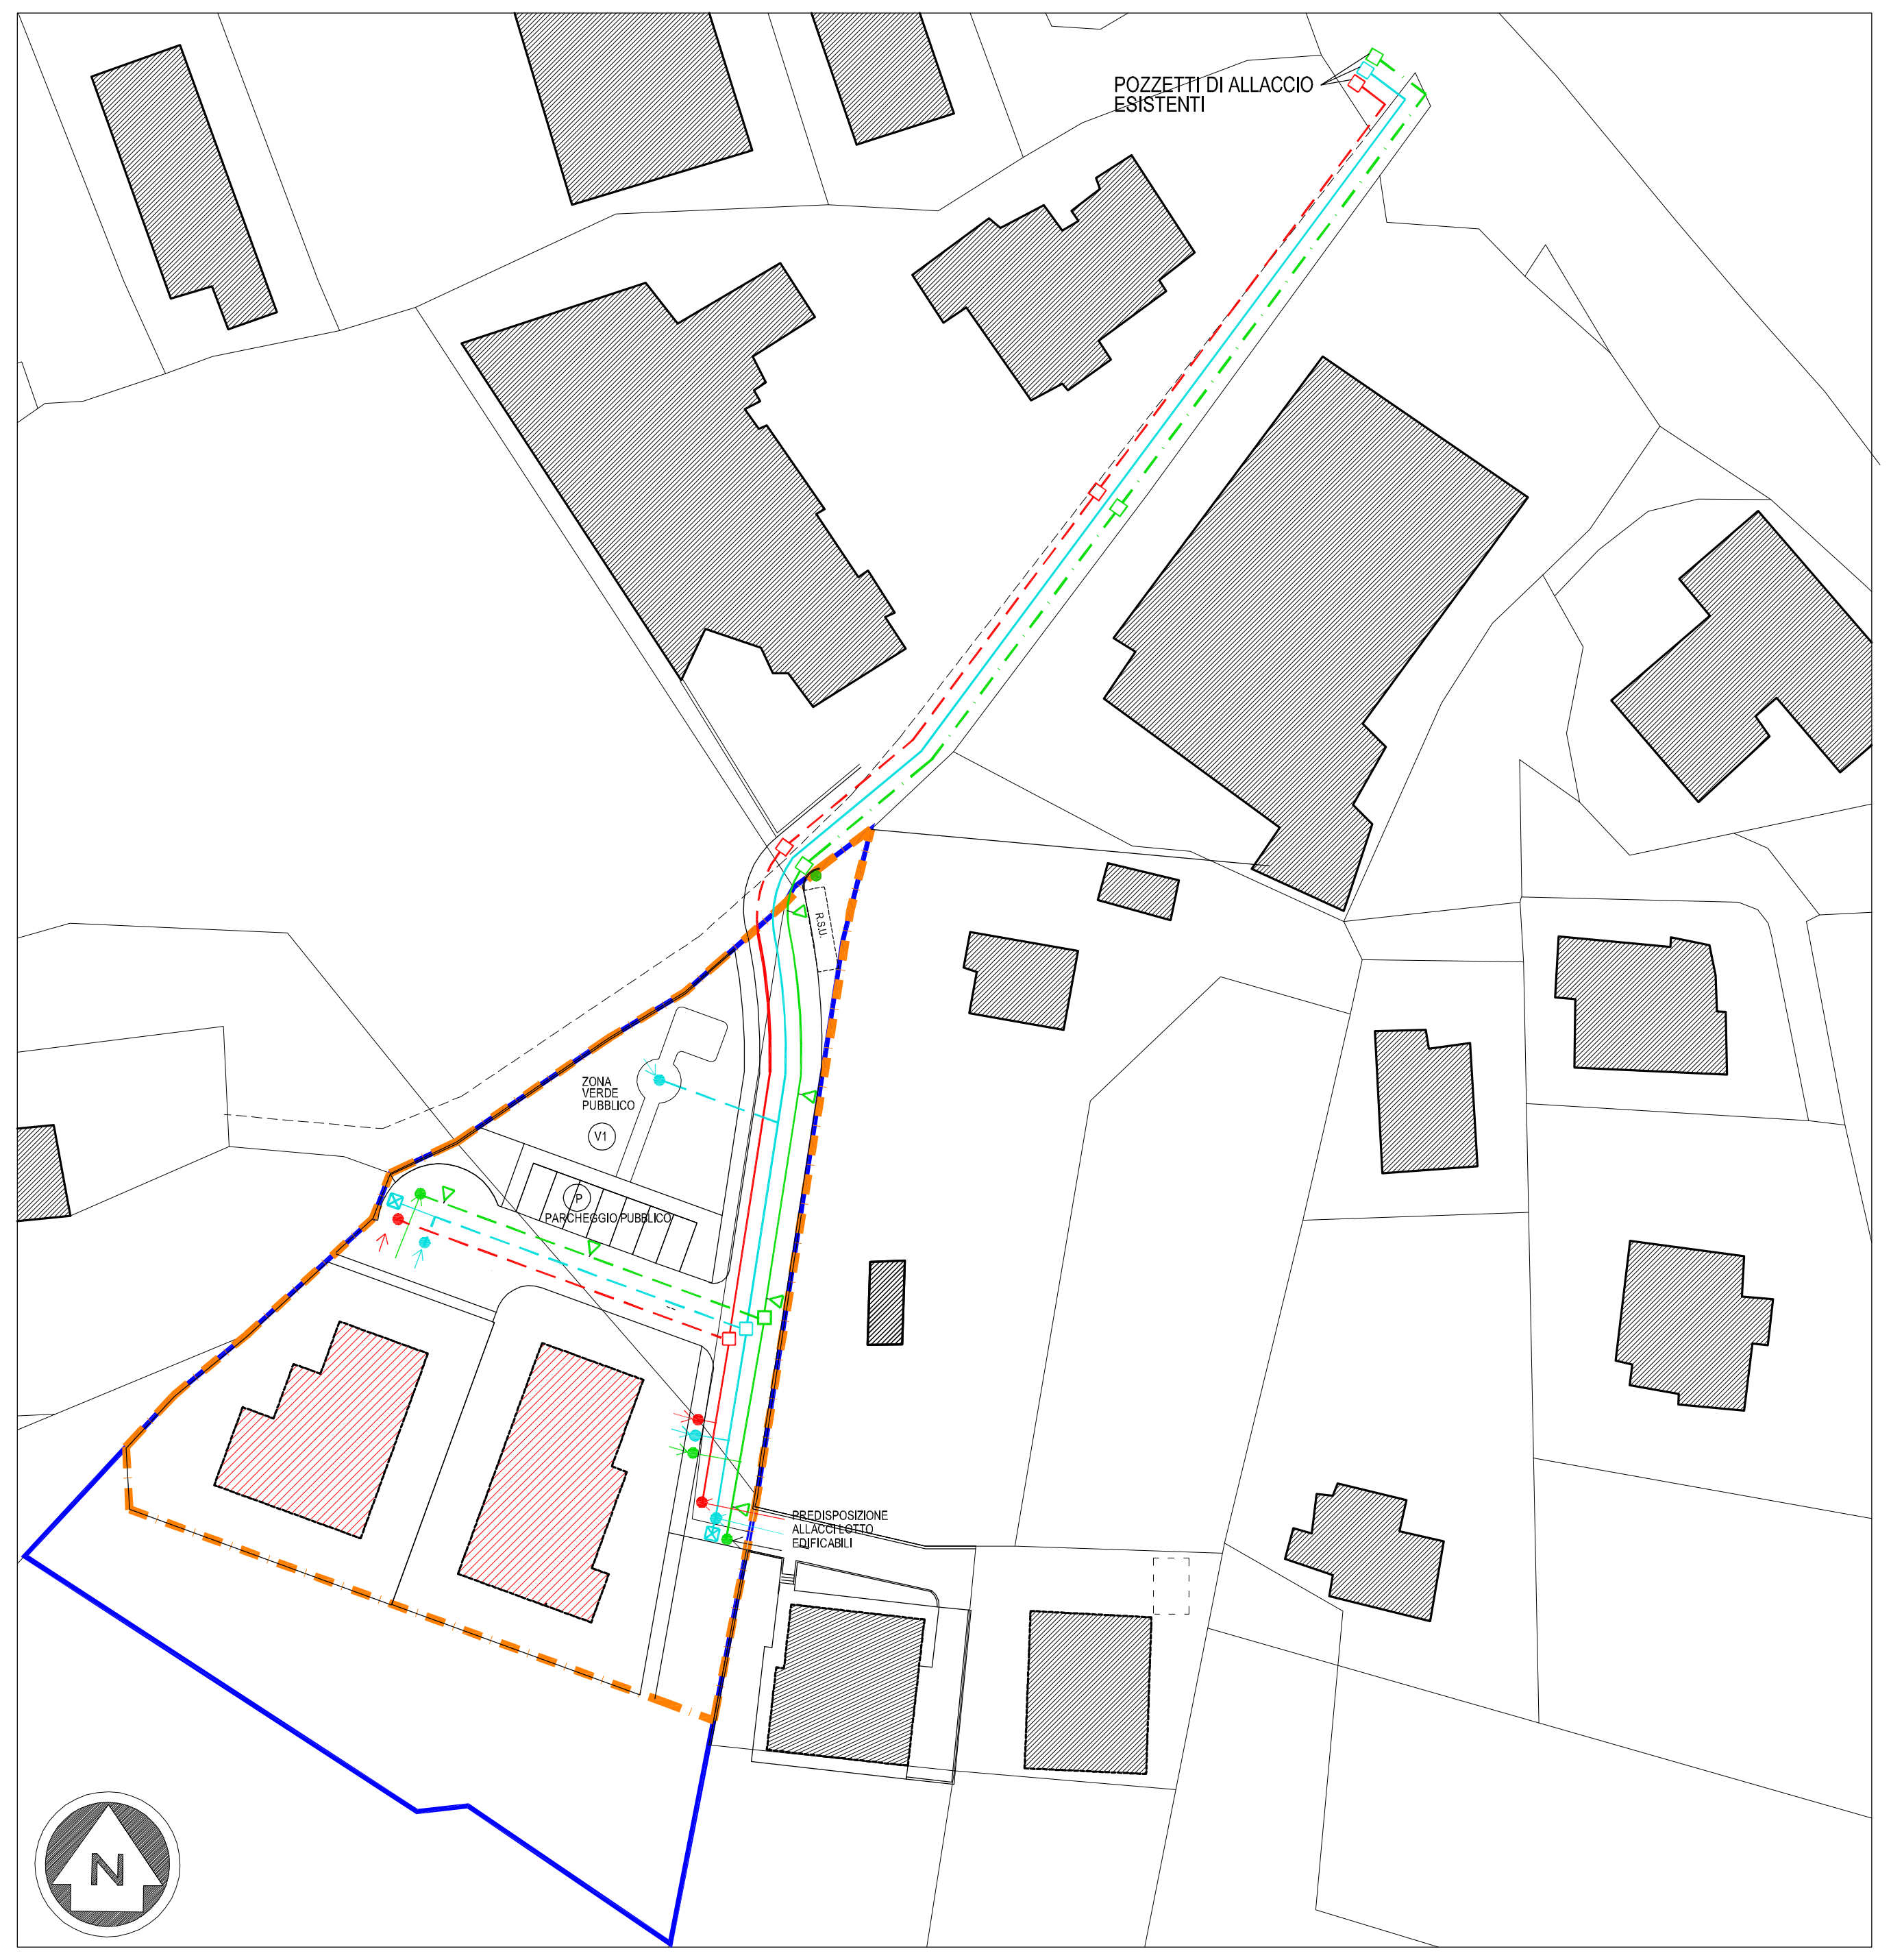 POZZETTI DI ALLACCIO
ESISTENTI
R.S.U.
ZONA
VERDE
PUBBLICO
V1
P
PARCHEGGIO PUBBLICO
PREDISPOSIZIONE
ALLACCI LOTTO
EDIFICABILI
N